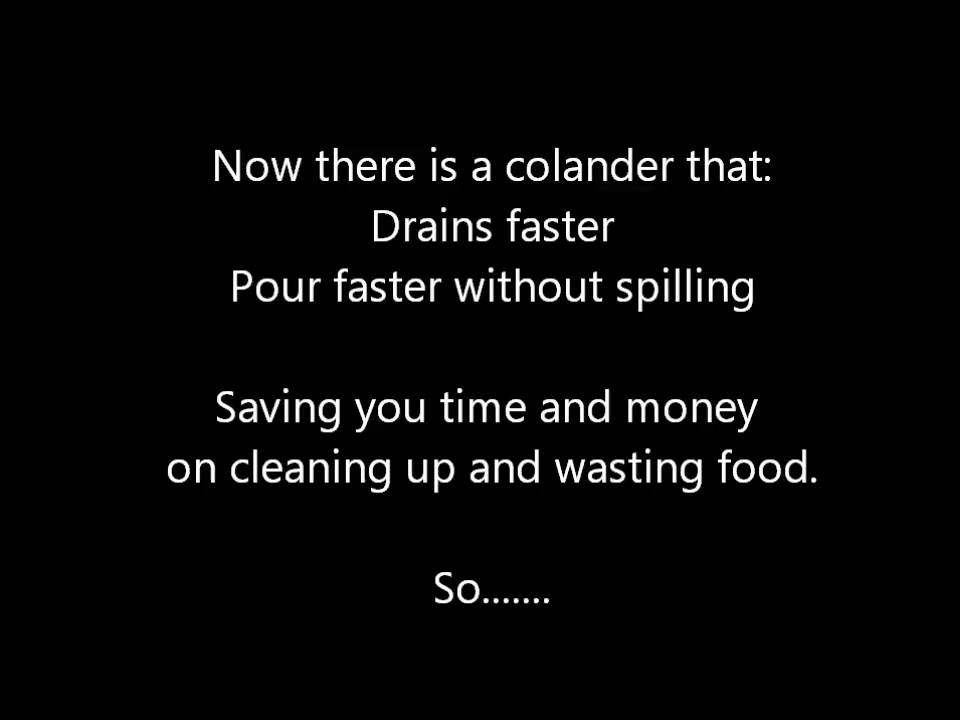 Now there is a colander that:
Drains faster
Pour faster without spilling
Saving you time and money
on cleaning up and wasting food.
So.......